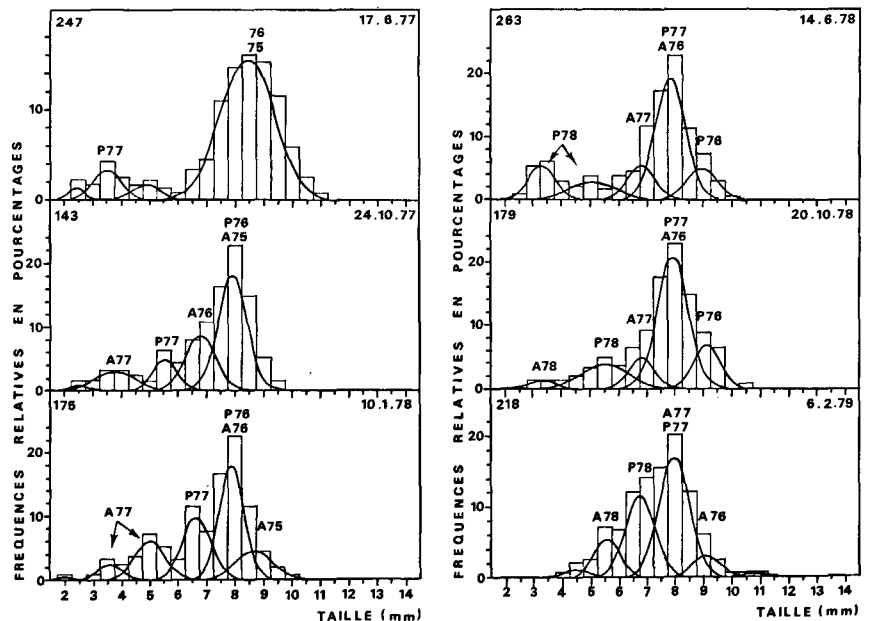 247
17.6.77
76
75
P77
10
0
143
24.10.77
P76
A75
A76
P77
A77
20
10
0
175
10.1.78
P76
A76
P77
A77
A75
20
10
0
2 3 4 5 6 7 8 9 10 11 12 13 14
TAILLE (mm)
FREQUENCES RELATIVES EN POURCENTAGES
263
14.6.78
P77
A76
A77
P76
P78
20
10
0
179
20.10.78
P77
A76
A77
P76
P78
A78
20
10
0
218
6.2.79
A77
P77
P78
A78
A76
20
10
0
2 3 4 5 6 7 8 9 10 11 12 13 14
TAILLE (mm)
FREQUENCES RELATIVES EN POURCENTAGES